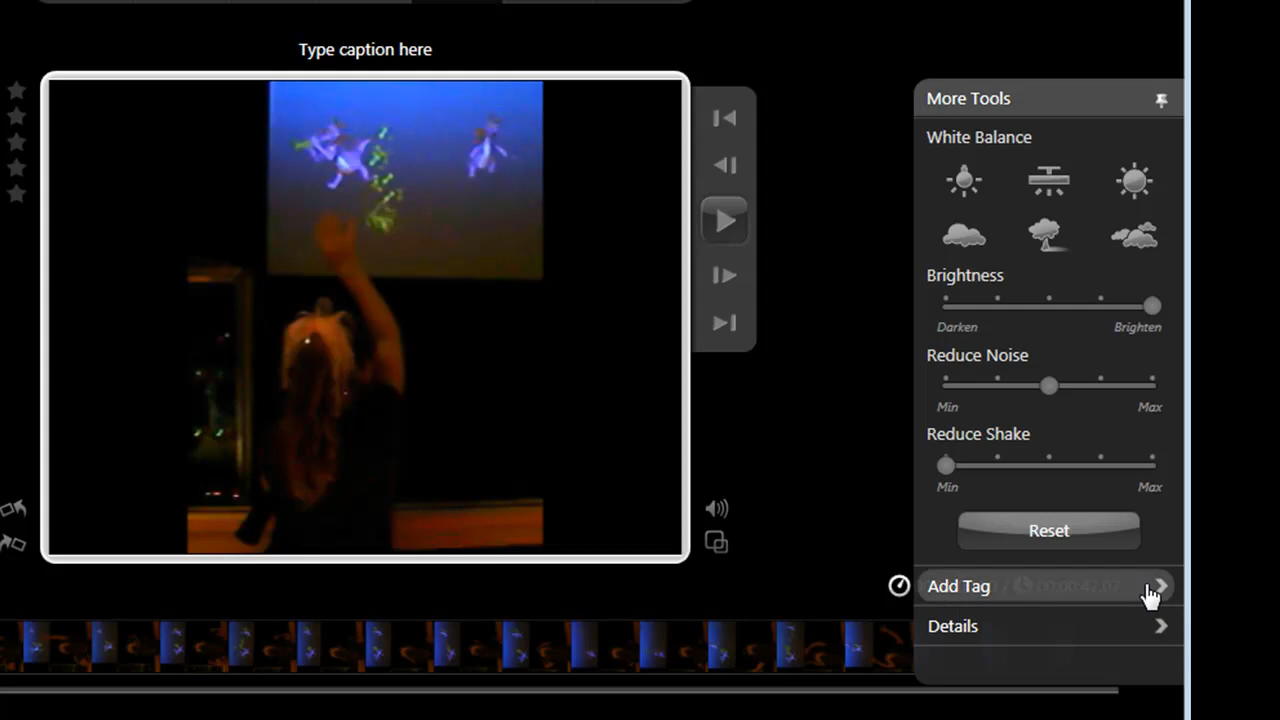 Type caption here
More Tools
White Balance
Brightness
Darken Brighten
Reduce Noise
Min Max
Reduce Shake
Min Max
Reset
Add Tag
Details